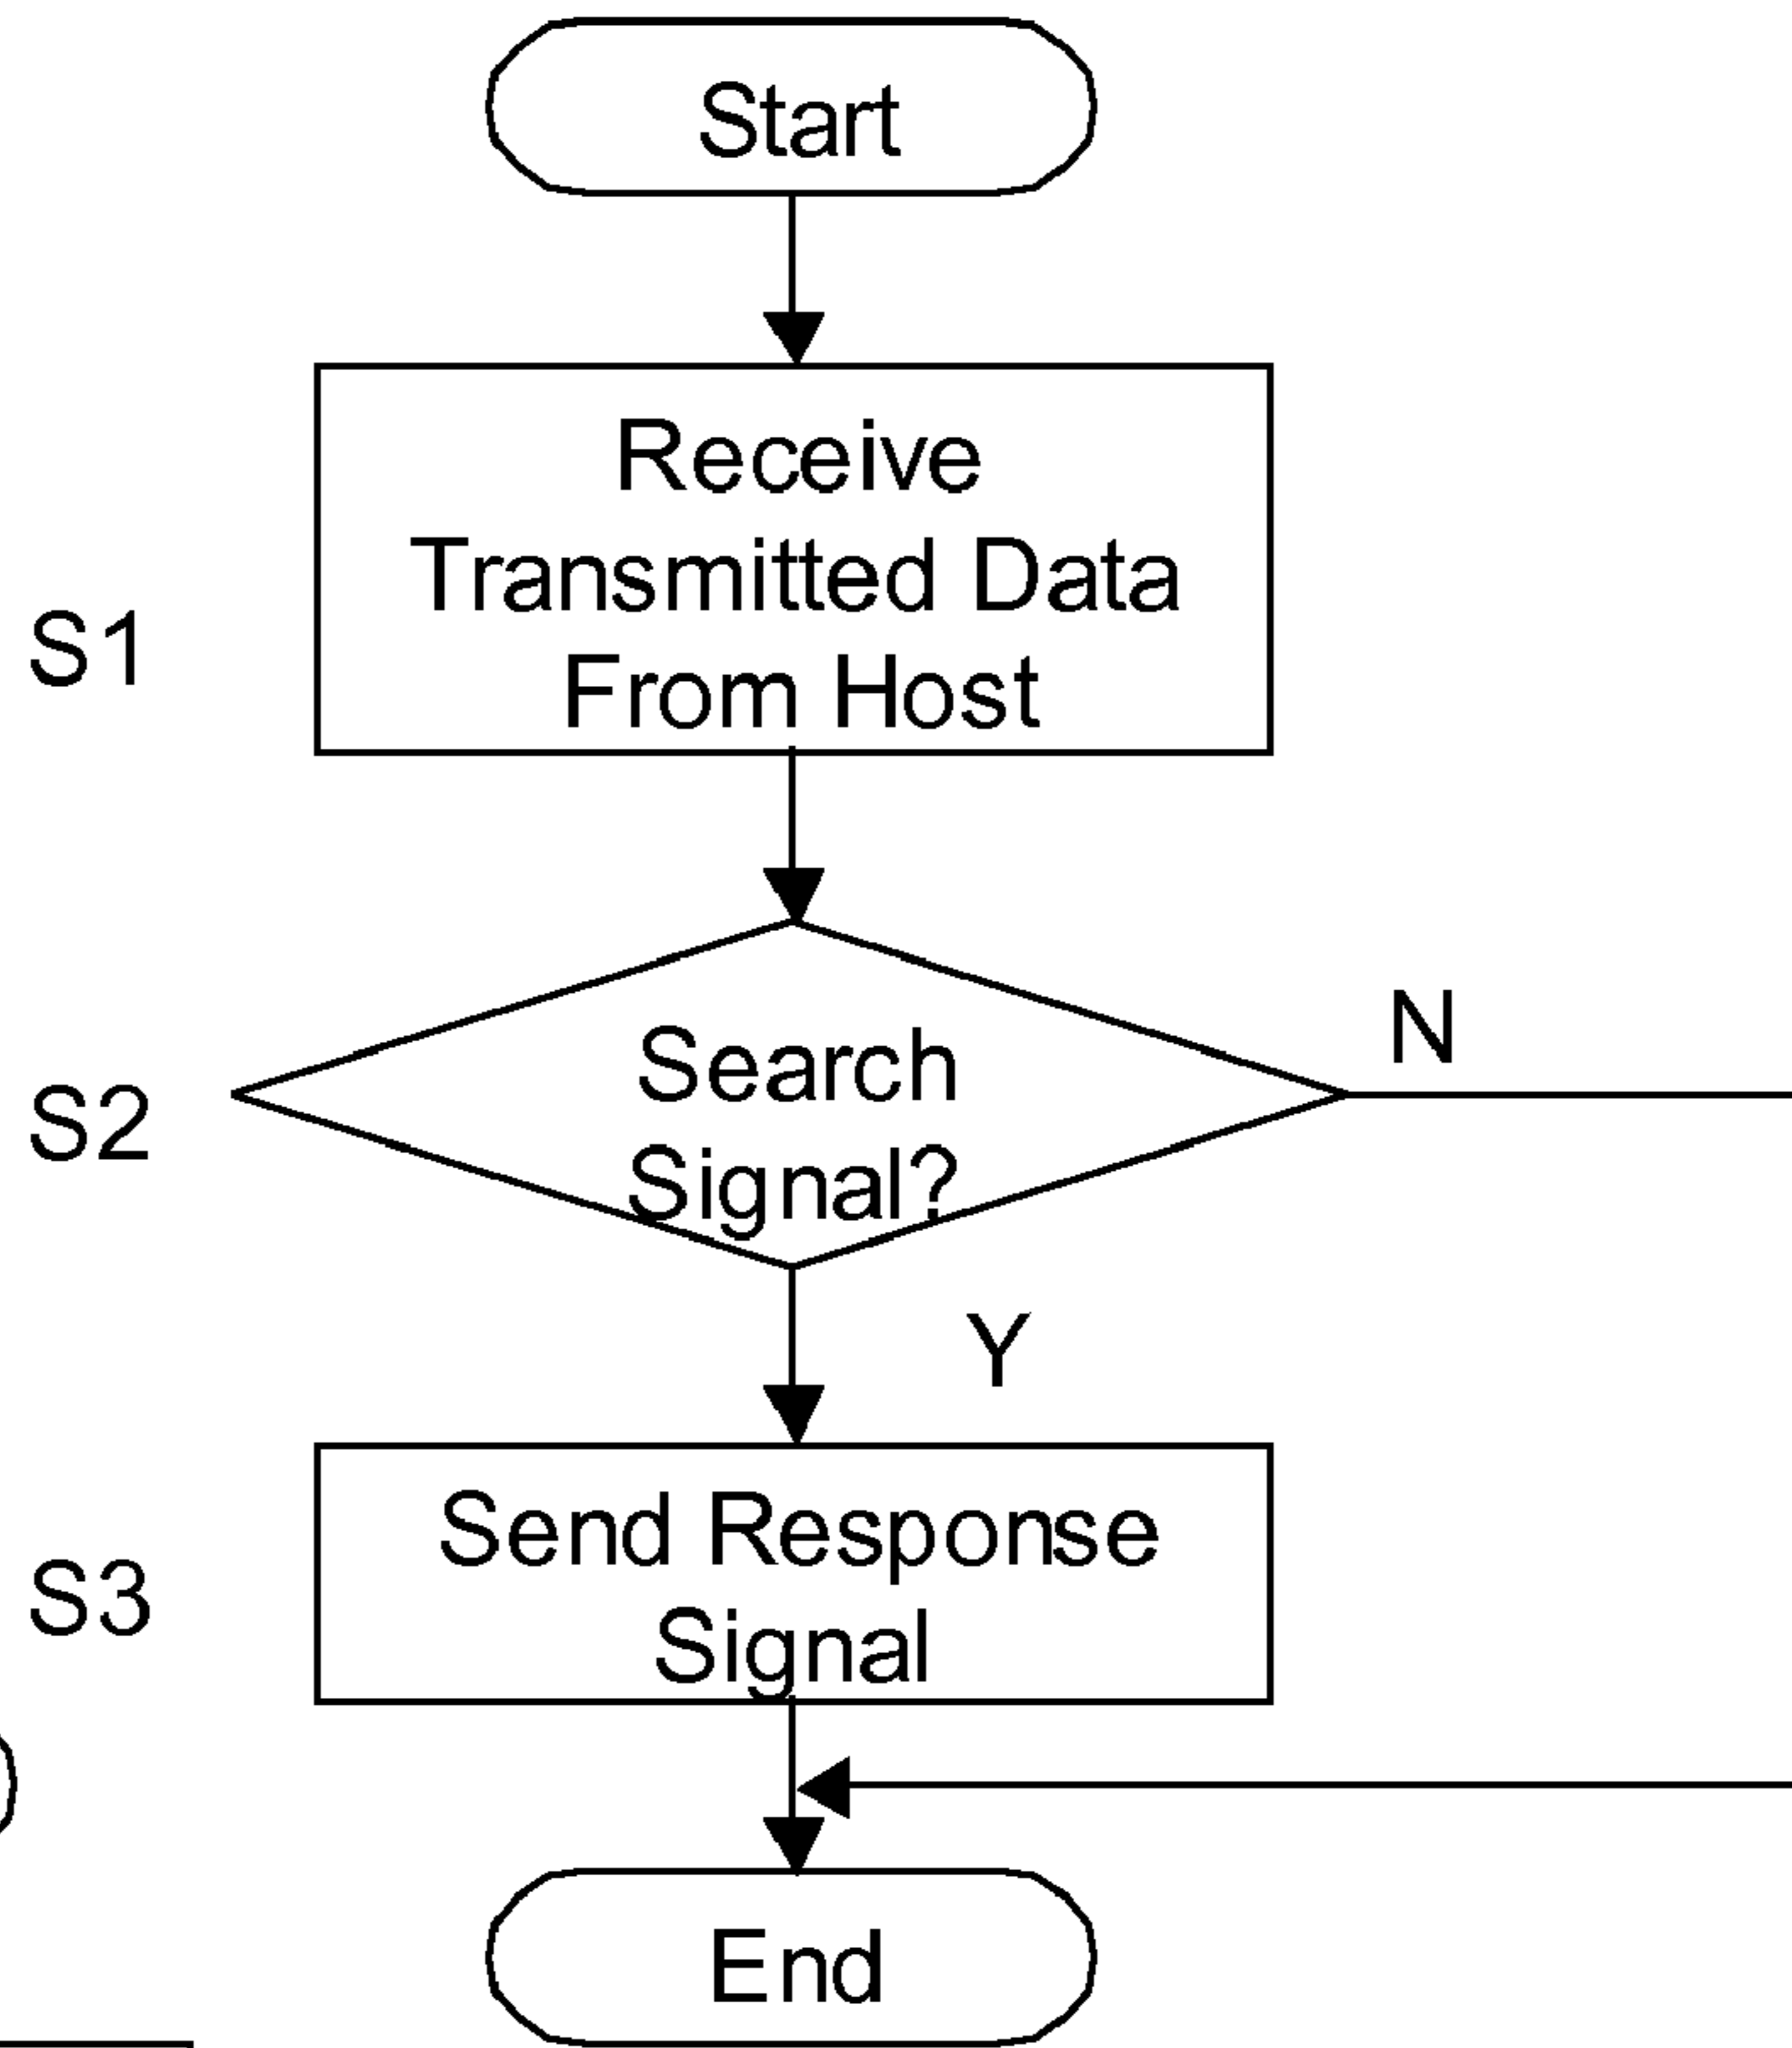 Start
S1
Receive
Transmitted Data
From Host
S2
Search
Signal?
N
Y
S3
Send Response
Signal
End